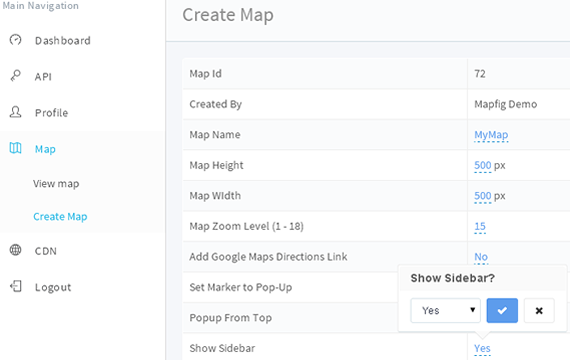 Main Navigation
Dashboard
API
Profile
Map
View map
Create Map
CDN
Logout
Create Map
Map Id 72
Created By Mapfig Demo
Map Name MyMap
Map Height 500 px
Map WIdth 500 px
Map Zoom Level (1 - 18) 15
Add Google Maps Directions Link No
Set Marker to Pop-Up
Popup From Top
Show Sidebar Yes
Show Sidebar?
Yes